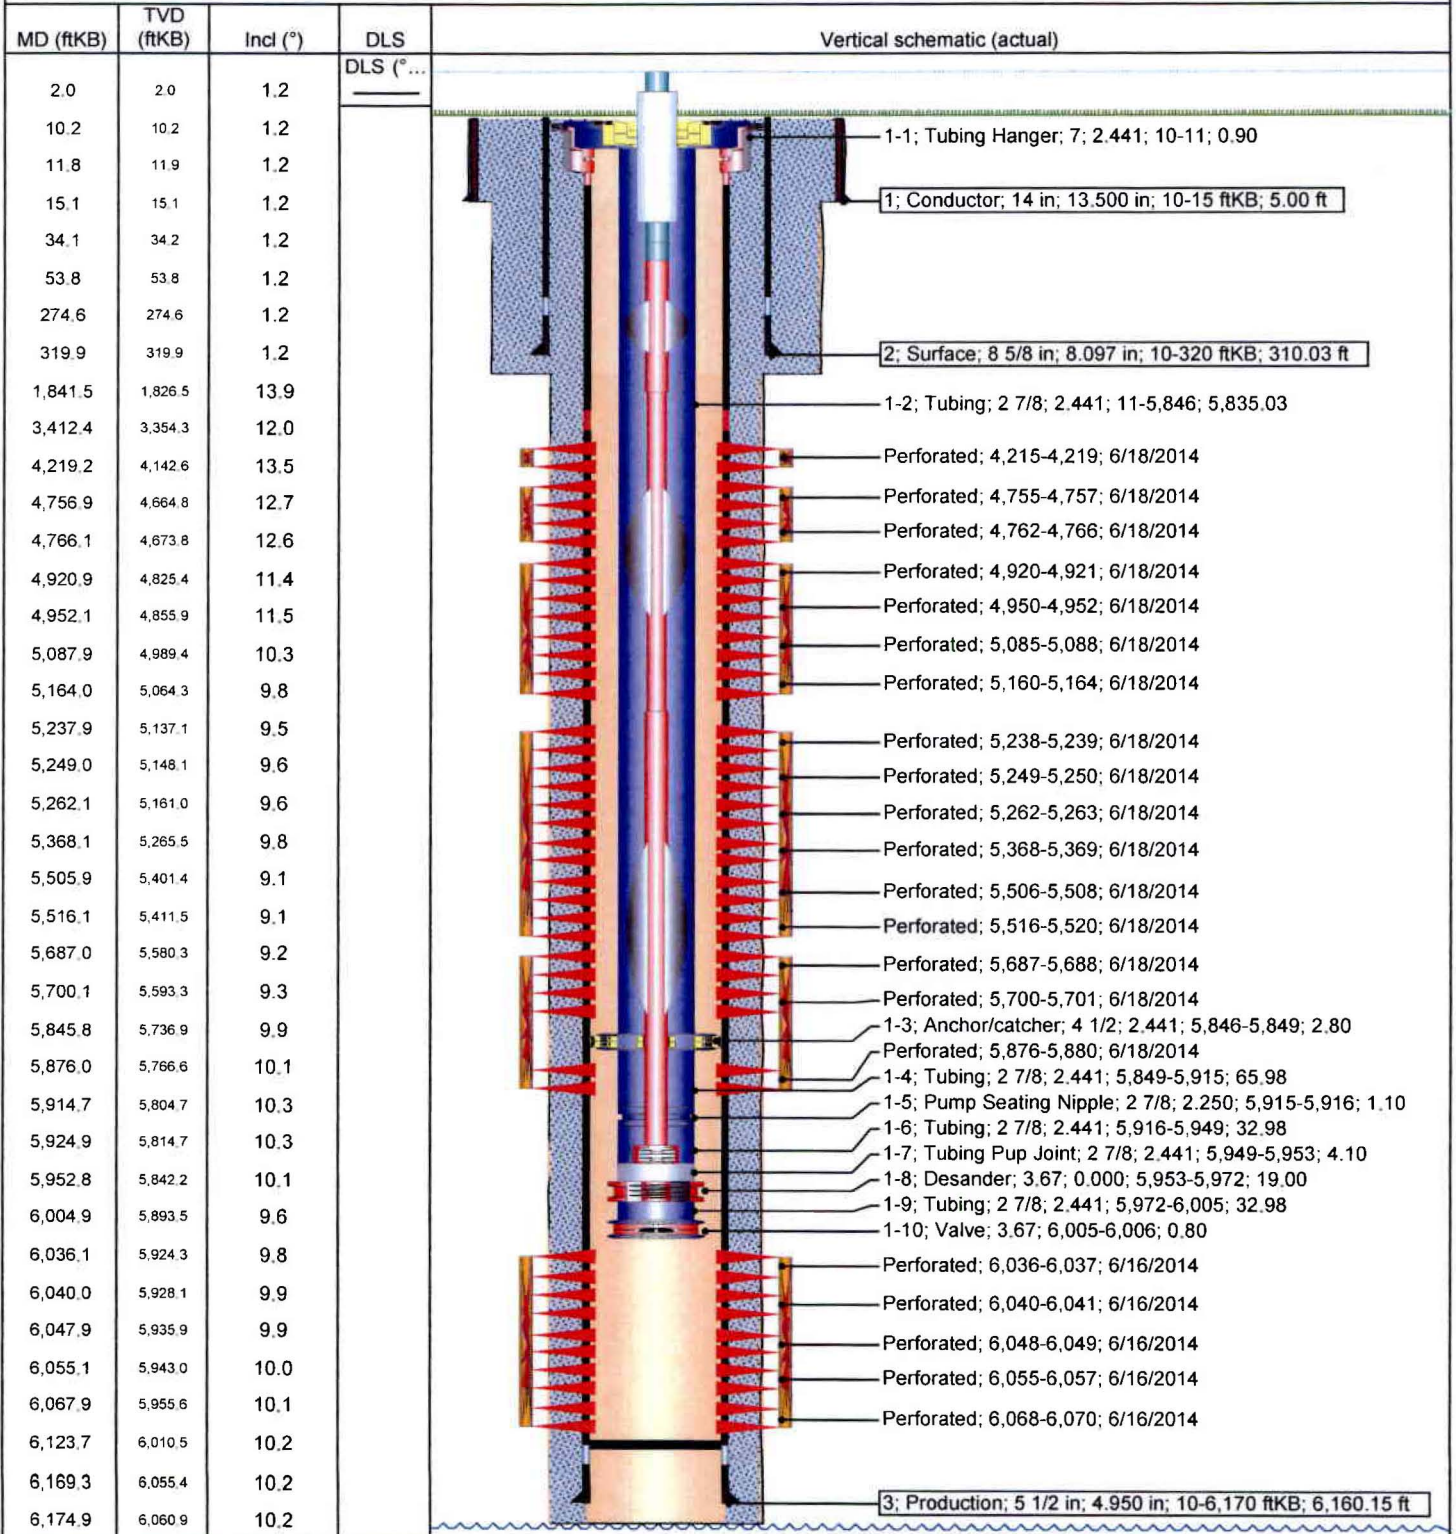 MD (ftKB) TVD (ftKB) Incl (°) DLS Vertical schematic (actual)
DLS (°...
2.0 2.0 1.2
10.2 10.2 1.2
11.8 11.9 1.2
15.1 15.1 1.2
34.1 34.2 1.2
53.8 53.8 1.2
274.6 274.6 1.2
319.9 319.9 1.2
1,841.5 1,826.5 13.9
3,412.4 3,354.3 12.0
4,219.2 4,142.6 13.5
4,756.9 4,664.8 12.7
4,766.1 4,673.8 12.6
4,920.9 4,825.4 11.4
4,952.1 4,855.9 11.5
5,087.9 4,989.4 10.3
5,164.0 5,064.3 9.8
5,237.9 5,137.1 9.5
5,249.0 5,148.1 9.6
5,262.1 5,161.0 9.6
5,368.1 5,265.5 9.8
5,505.9 5,401.4 9.1
5,516.1 5,411.5 9.1
5,687.0 5,580.3 9.2
5,700.1 5,593.3 9.3
5,845.8 5,736.9 9.9
5,876.0 5,766.6 10.1
5,914.7 5,804.7 10.3
5,924.9 5,814.7 10.3
5,952.8 5,842.2 10.1
6,004.9 5,893.5 9.6
6,036.1 5,924.3 9.8
6,040.0 5,928.1 9.9
6,047.9 5,935.9 9.9
6,055.1 5,943.0 10.0
6,067.9 5,955.6 10.1
6,123.7 6,010.5 10.2
6,169.3 6,055.4 10.2
6,174.9 6,060.9 10.2
1-1; Tubing Hanger; 7; 2.441; 10-11; 0.90
1; Conductor; 14 in; 13.500 in; 10-15 ftKB; 5.00 ft
2; Surface; 8 5/8 in; 8.097 in; 10-320 ftKB; 310.03 ft
1-2; Tubing; 2 7/8; 2.441; 11-5,846; 5,835.03
Perforated; 4,215-4,219; 6/18/2014
Perforated; 4,755-4,757; 6/18/2014
Perforated; 4,762-4,766; 6/18/2014
Perforated; 4,920-4,921; 6/18/2014
Perforated; 4,950-4,952; 6/18/2014
Perforated; 5,085-5,088; 6/18/2014
Perforated; 5,160-5,164; 6/18/2014
Perforated; 5,238-5,239; 6/18/2014
Perforated; 5,249-5,250; 6/18/2014
Perforated; 5,262-5,263; 6/18/2014
Perforated; 5,368-5,369; 6/18/2014
Perforated; 5,506-5,508; 6/18/2014
Perforated; 5,516-5,520; 6/18/2014
Perforated; 5,687-5,688; 6/18/2014
Perforated; 5,700-5,701; 6/18/2014
1-3; Anchor/catcher; 4 1/2; 2.441; 5,846-5,849; 2.80
Perforated; 5,876-5,880; 6/18/2014
1-4; Tubing; 2 7/8; 2.441; 5,849-5,915; 65.98
1-5; Pump Seating Nipple; 2 7/8; 2.250; 5,915-5,916; 1.10
1-6; Tubing; 2 7/8; 2.441; 5,916-5,949; 32.98
1-7; Tubing Pup Joint; 2 7/8; 2.441; 5,949-5,953; 4.10
1-8; Desander; 3.67; 0.000; 5,953-5,972; 19.00
1-9; Tubing; 2 7/8; 2.441; 5,972-6,005; 32.98
1-10; Valve; 3.67; 6,005-6,006; 0.80
Perforated; 6,036-6,037; 6/16/2014
Perforated; 6,040-6,041; 6/16/2014
Perforated; 6,048-6,049; 6/16/2014
Perforated; 6,055-6,057; 6/16/2014
Perforated; 6,068-6,070; 6/16/2014
3; Production; 5 1/2 in; 4.950 in; 10-6,170 ftKB; 6,160.15 ft